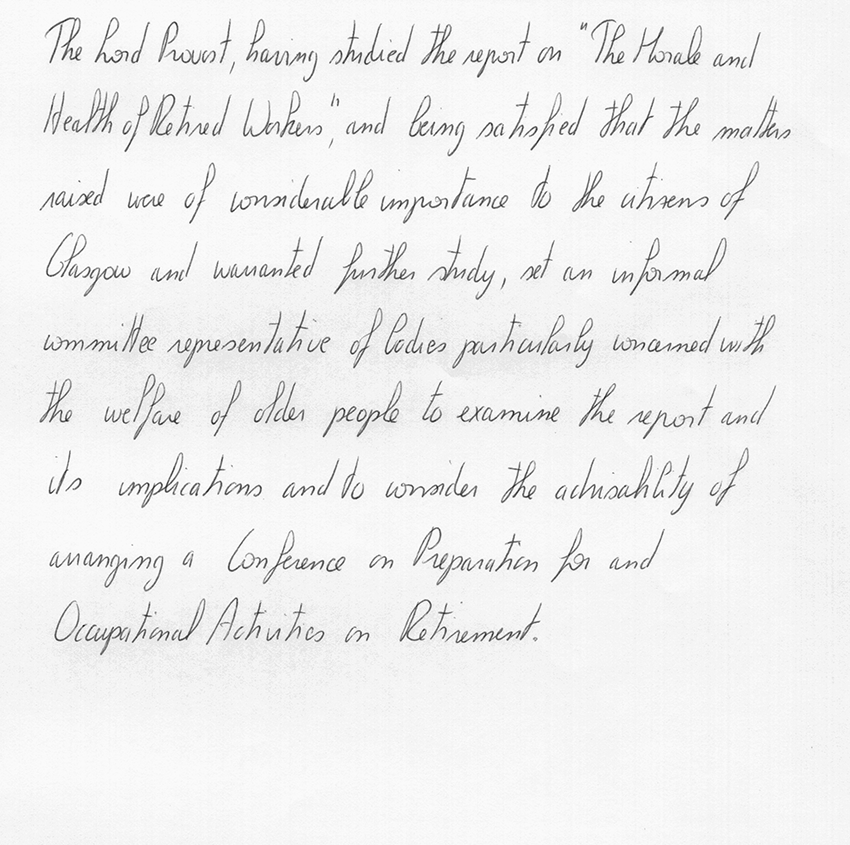 The Lord Provost, having studied the report on "The Morale and
Health of Retired Workers", and being satisfied that the matters
raised were of considerable importance to the citizens of
Glasgow and warranted further study, set an informal
committee representative of bodies particularly concerned with
the welfare of older people to examine the report and
its implications and to consider the advisability of
arranging a Conference on Preparation for and
Occupational Activities on Retirement.